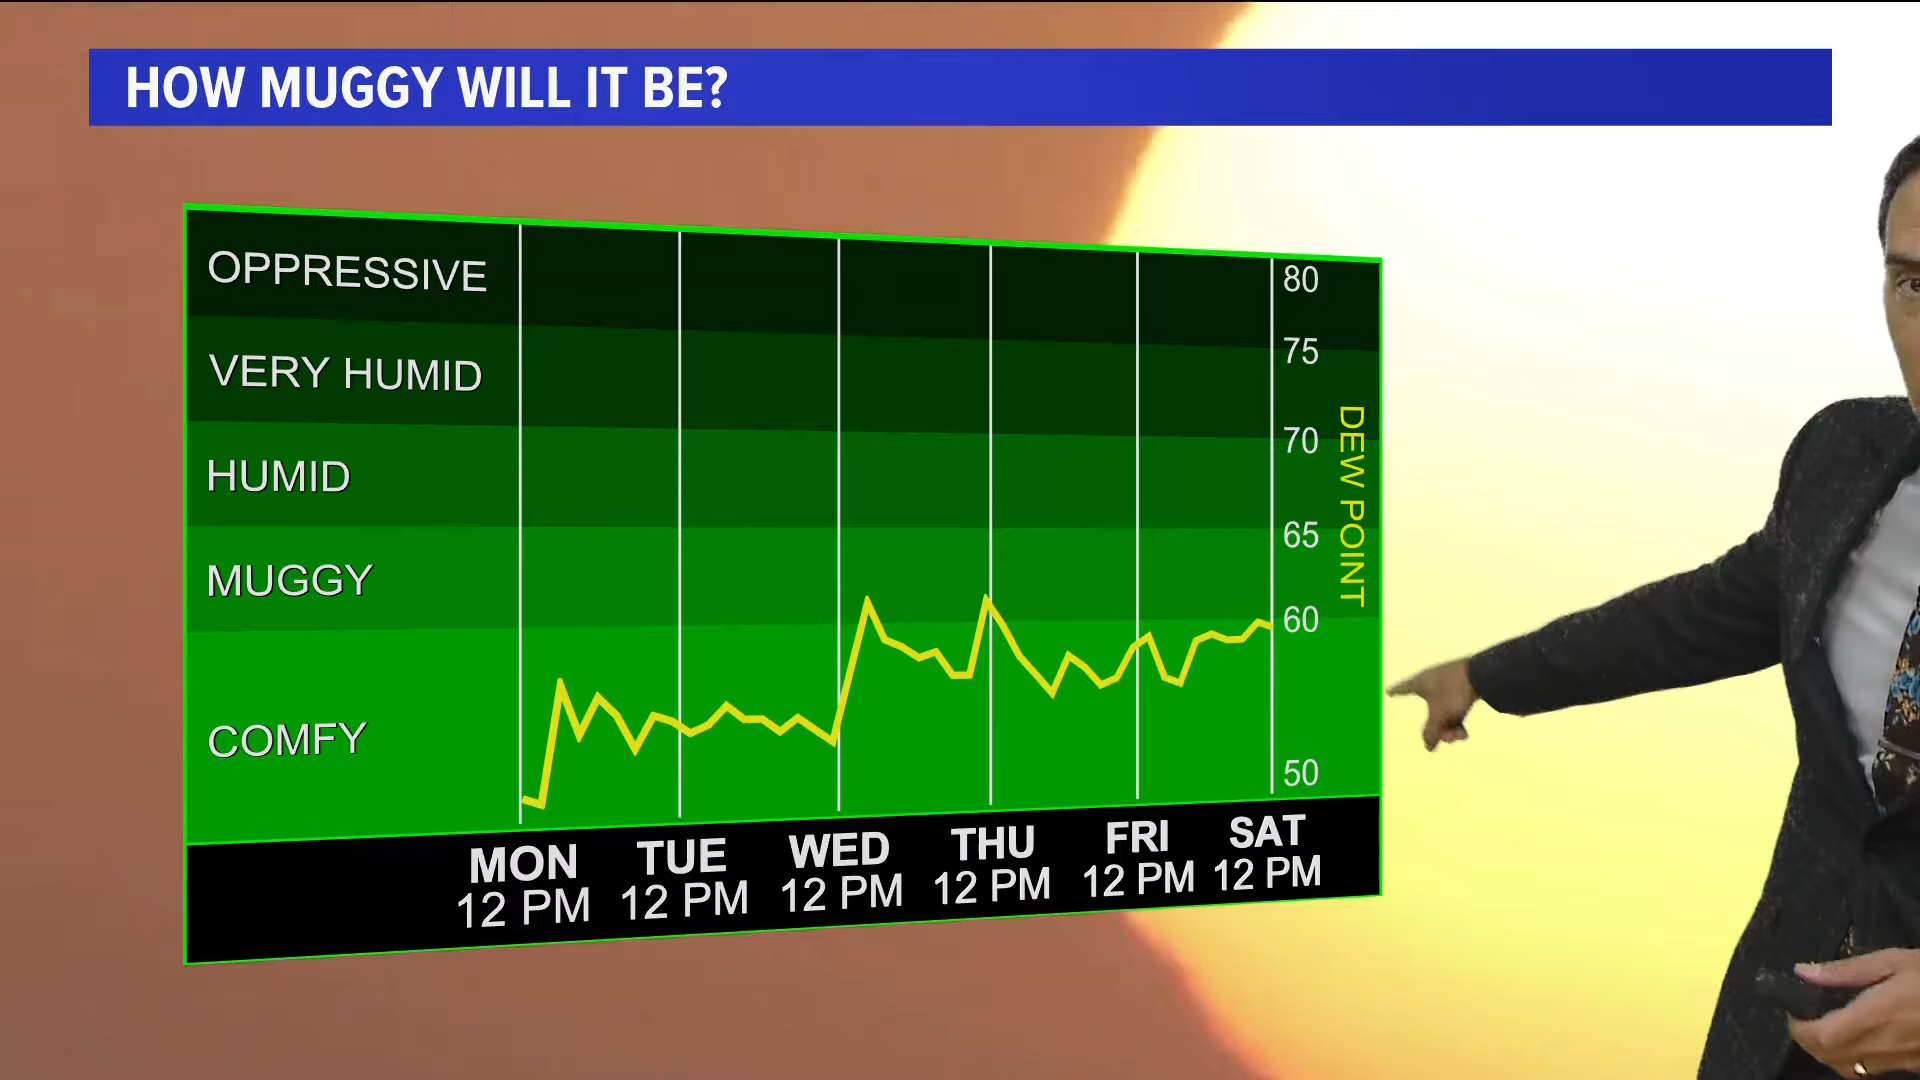 HOW MUGGY WILL IT BE?
OPPRESSIVE
VERY HUMID
HUMID
MUGGY
COMFY
80
75
70
65
60
50
DEW POINT
MON
12 PM
TUE
12 PM
WED
12 PM
THU
12 PM
FRI
12 PM
SAT
12 PM